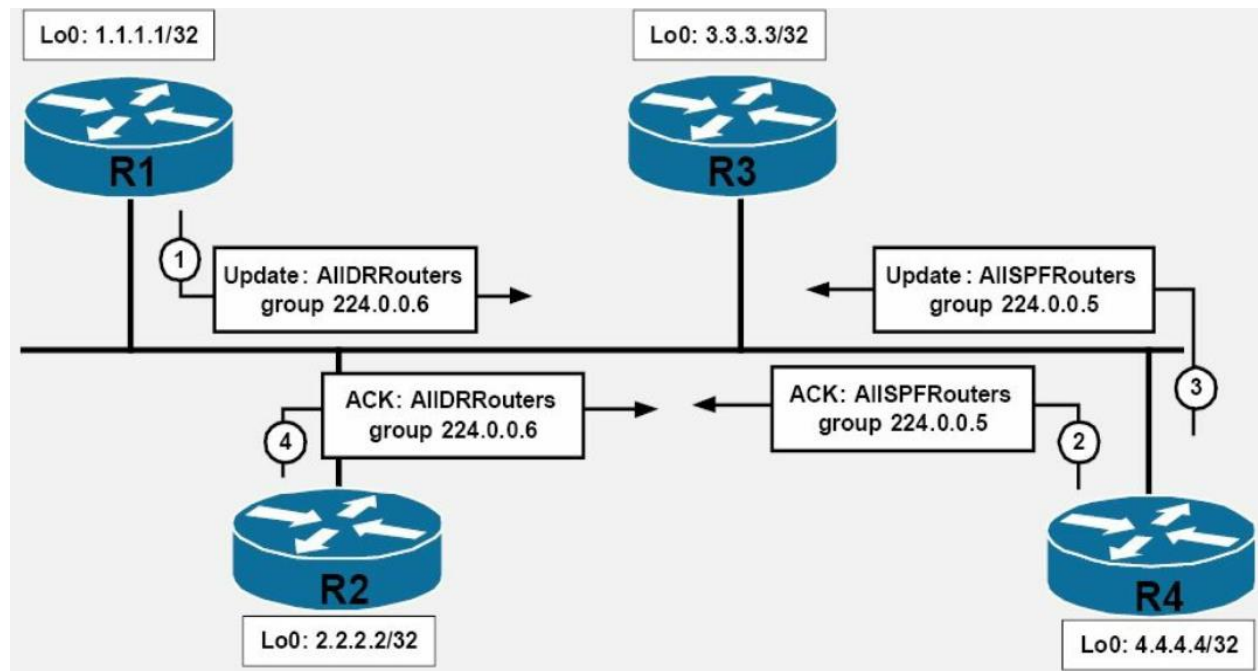 Lo0: 1.1.1.1/32
Lo0: 3.3.3.3/32
R1
R3
1
Update: AllDRRouters
group 224.0.0.6
Update: AllSPFRouters
group 224.0.0.5
3
ACK: AllDRRouters
group 224.0.0.6
ACK: AllSPFRouters
group 224.0.0.5
4
2
R2
R4
Lo0: 2.2.2.2/32
Lo0: 4.4.4.4/32